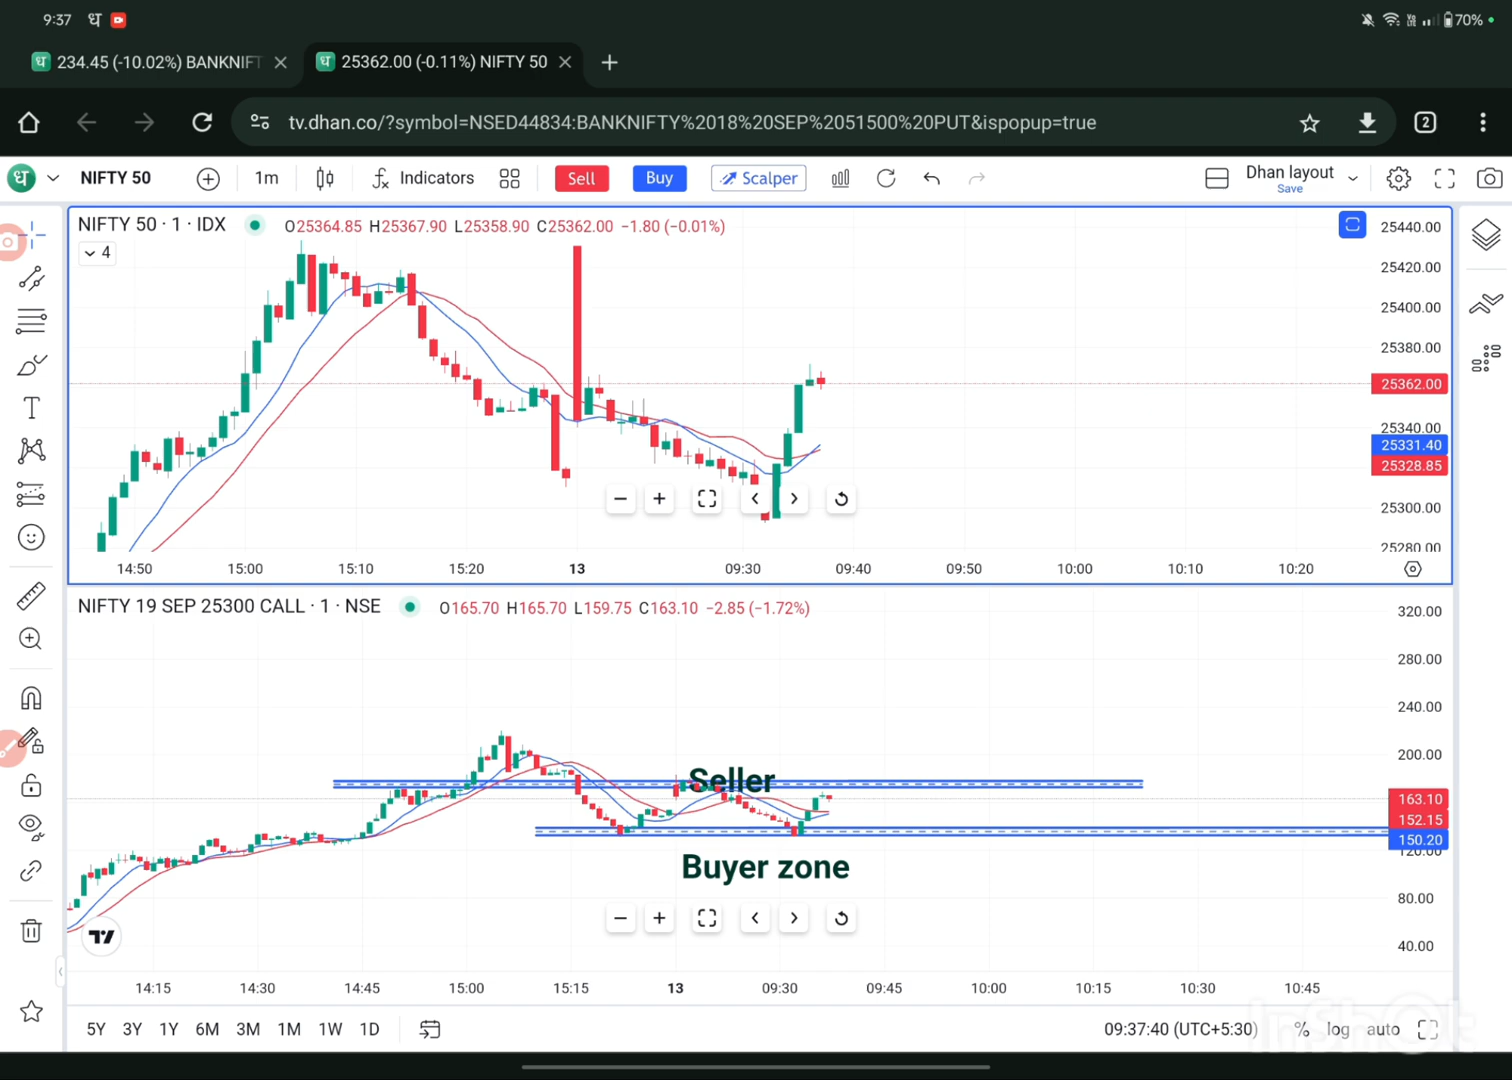 9:37 ध 70%
ध 234.45 (-10.02%) BANKNIFT
ध 25362.00 (-0.11%) NIFTY 50
tv.dhan.co/?symbol=NSED44834:BANKNIFTY%2018%20SEP%2051500%20PUT&ispopup=true
2
ध NIFTY 50 1m Indicators Sell Buy Scalper Dhan layout
Save
NIFTY 50 · 1 · IDX O25364.85 H25367.90 L25358.90 C25362.00 −1.80 (−0.01%)
4
25440.00
25420.00
25400.00
25380.00
25362.00
25340.00
25331.40
25328.85
25300.00
25280.00
14:50 15:00 15:10 15:20 13 09:30 09:40 09:50 10:00 10:10 10:20
NIFTY 19 SEP 25300 CALL · 1 · NSE O165.70 H165.70 L159.75 C163.10 −2.85 (−1.72%)
320.00
280.00
240.00
200.00
Seller
163.10
152.15
150.20
120.00
Buyer zone
80.00
40.00
14:15 14:30 14:45 15:00 15:15 13 09:30 09:45 10:00 10:15 10:30 10:45
5Y 3Y 1Y 6M 3M 1M 1W 1D 09:37:40 (UTC+5:30) % log auto
InShOt